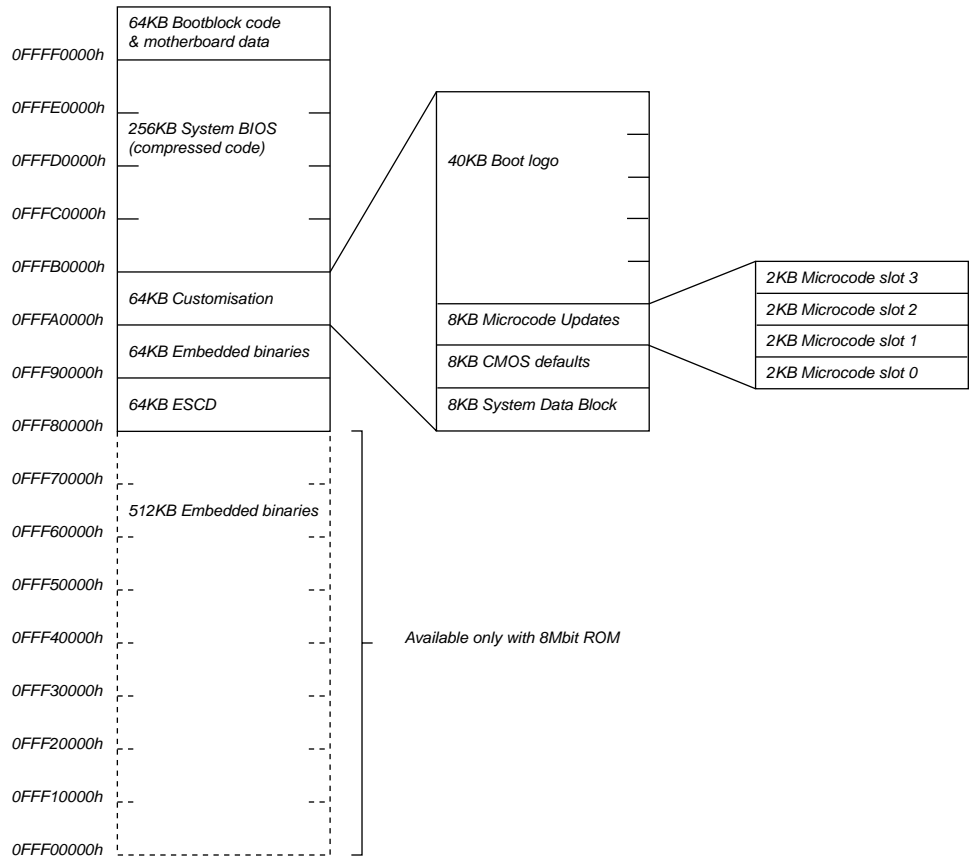 64KB Bootblock code
& motherboard data
0FFFF0000h
0FFFE0000h
256KB System BIOS
(compressed code)
0FFFD0000h
0FFFC0000h
0FFFB0000h
64KB Customisation
0FFFA0000h
64KB Embedded binaries
0FFF90000h
64KB ESCD
0FFF80000h
0FFF70000h
512KB Embedded binaries
0FFF60000h
0FFF50000h
0FFF40000h
0FFF30000h
0FFF20000h
0FFF10000h
0FFF00000h
40KB Boot logo
8KB Microcode Updates
8KB CMOS defaults
8KB System Data Block
2KB Microcode slot 3
2KB Microcode slot 2
2KB Microcode slot 1
2KB Microcode slot 0
Available only with 8Mbit ROM